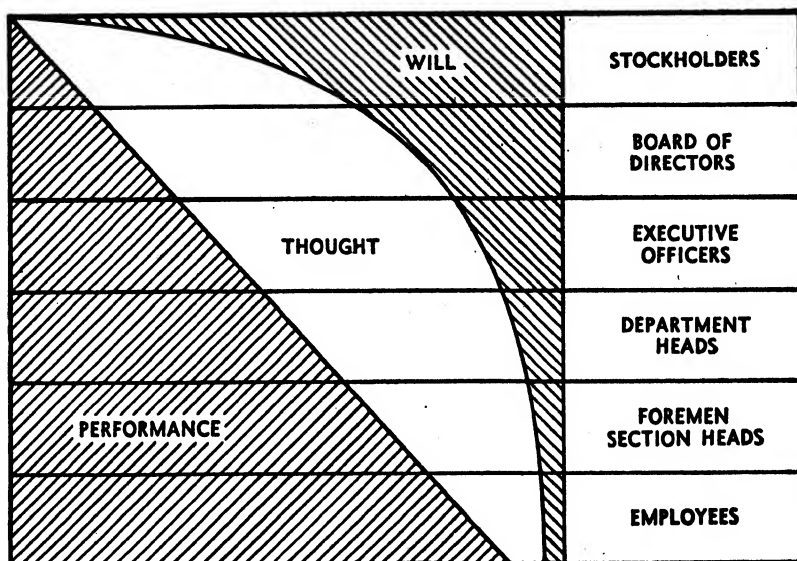 WILL
STOCKHOLDERS
BOARD OF
DIRECTORS
THOUGHT
EXECUTIVE
OFFICERS
DEPARTMENT
HEADS
PERFORMANCE
FOREMEN
SECTION HEADS
EMPLOYEES